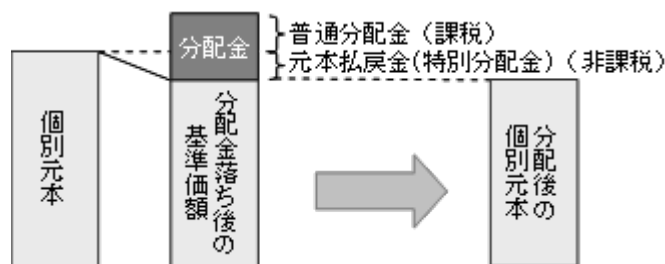 分配金
普通分配金（課税）
元本払戻金(特別分配金)（非課税）
個別元本
分配金落ち後の
基準価額
分配後の
個別元本